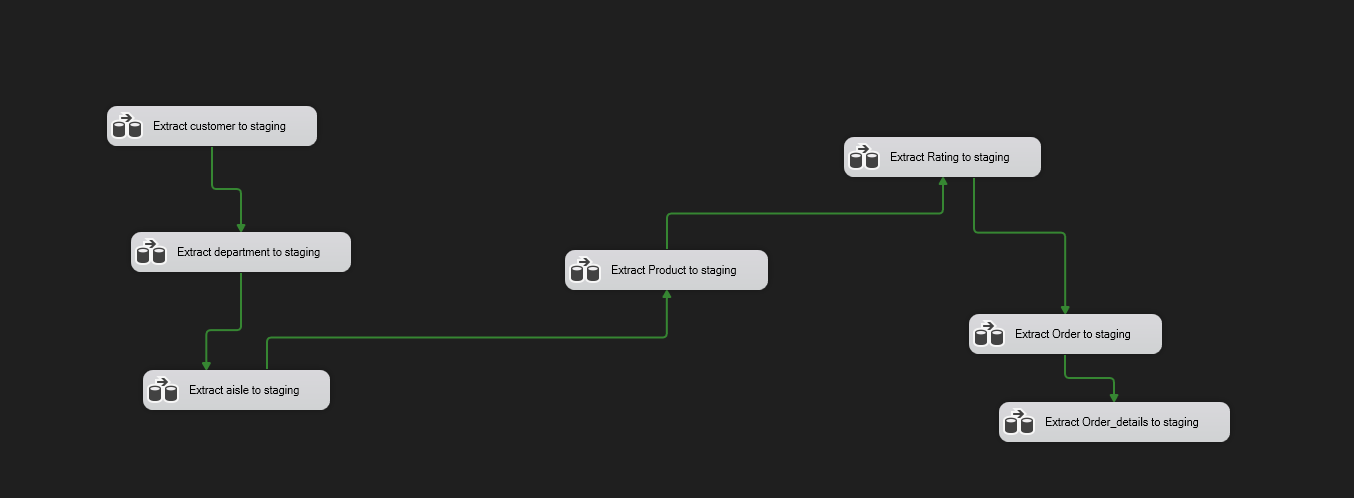 Extract customer to staging
Extract department to staging
Extract aisle to staging
Extract Product to staging
Extract Rating to staging
Extract Order to staging
Extract Order_details to staging